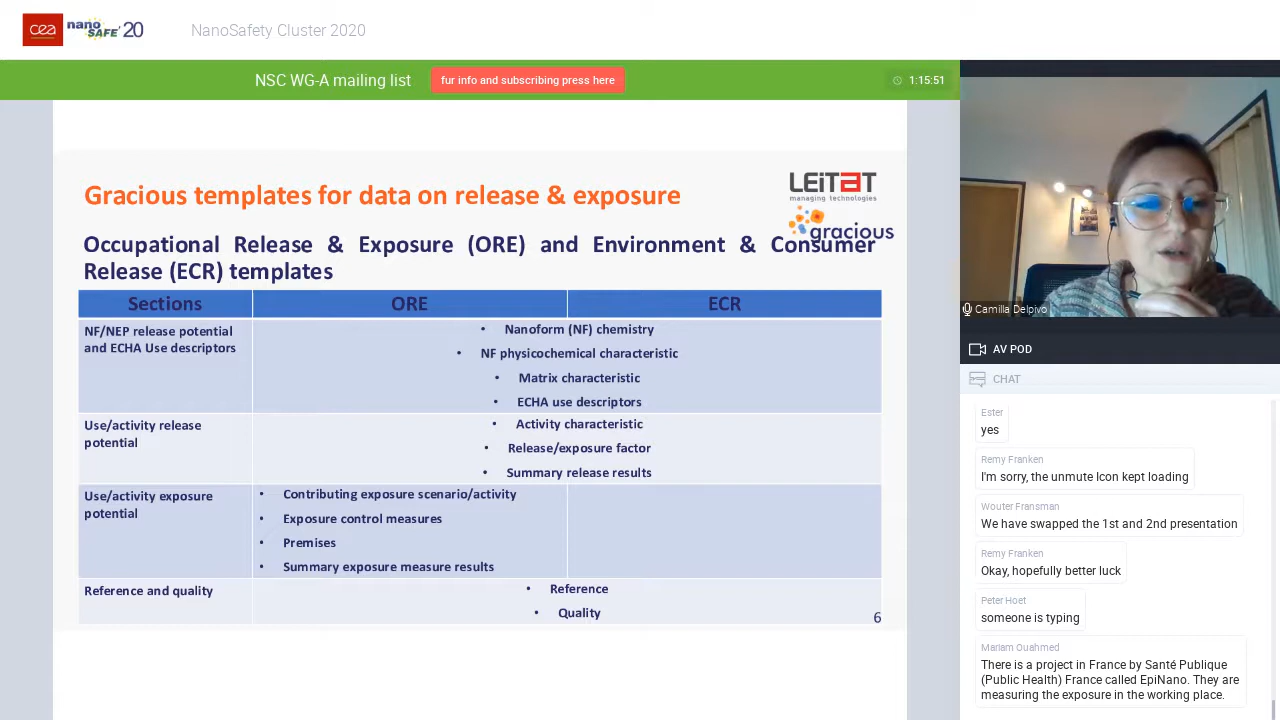 cea nano SAFE' 20
NanoSafety Cluster 2020
NSC WG-A mailing list
fur info and subscribing press here
1:15:51
Gracious templates for data on release & exposure
LEITAT
managing technologies
gracious
Occupational Release & Exposure (ORE) and Environment & Consumer
Release (ECR) templates
Sections ORE ECR
NF/NEP release potential
and ECHA Use descriptors
• Nanoform (NF) chemistry
• NF physicochemical characteristic
• Matrix characteristic
• ECHA use descriptors
Use/activity release
potential
• Activity characteristic
• Release/exposure factor
• Summary release results
Use/activity exposure
potential
• Contributing exposure scenario/activity
• Exposure control measures
• Premises
• Summary exposure measure results
Reference and quality
• Reference
• Quality
6
Camilla Delpivo
AV POD
CHAT
Ester
yes
Remy Franken
I'm sorry, the unmute Icon kept loading
Wouter Fransman
We have swapped the 1st and 2nd presentation
Remy Franken
Okay, hopefully better luck
Peter Hoet
someone is typing
Mariam Ouahmed
There is a project in France by Santé Publique
(Public Health) France called EpiNano. They are
measuring the exposure in the working place.